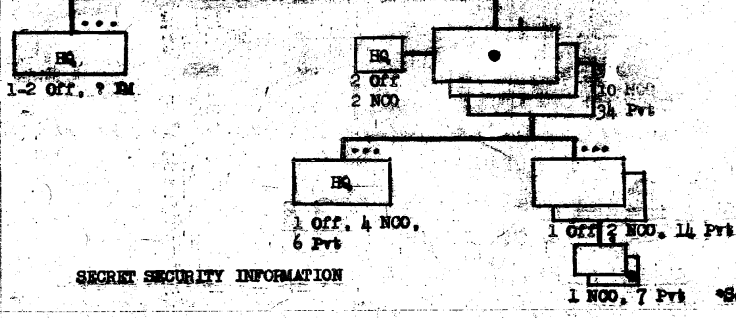 HQ
1-2 Off, ? EM
HQ
2 Off
2 NCO
10 NCO
34 Pvt
HQ
1 Off, 4 NCO,
6 Pvt
1 Off 2 NCO, 14 Pvt
1 NCO, 7 Pvt
SECRET SECURITY INFORMATION